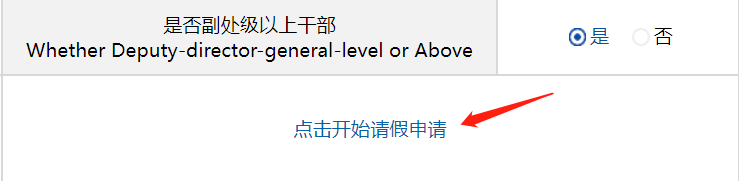 是否副处级以上干部
Whether Deputy-director-general-level or Above
是 否
点击开始请假申请